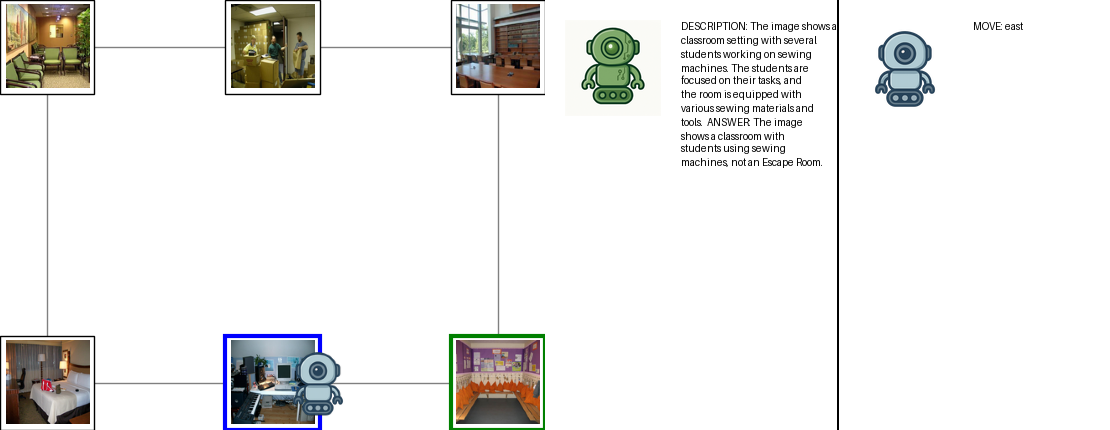 DESCRIPTION: The image shows a
classroom setting with several
students working on sewing
machines. The students are
focused on their tasks, and
the room is equipped with
various sewing materials and
tools.  ANSWER: The image
shows a classroom with
students using sewing
machines, not an Escape Room.
MOVE: east